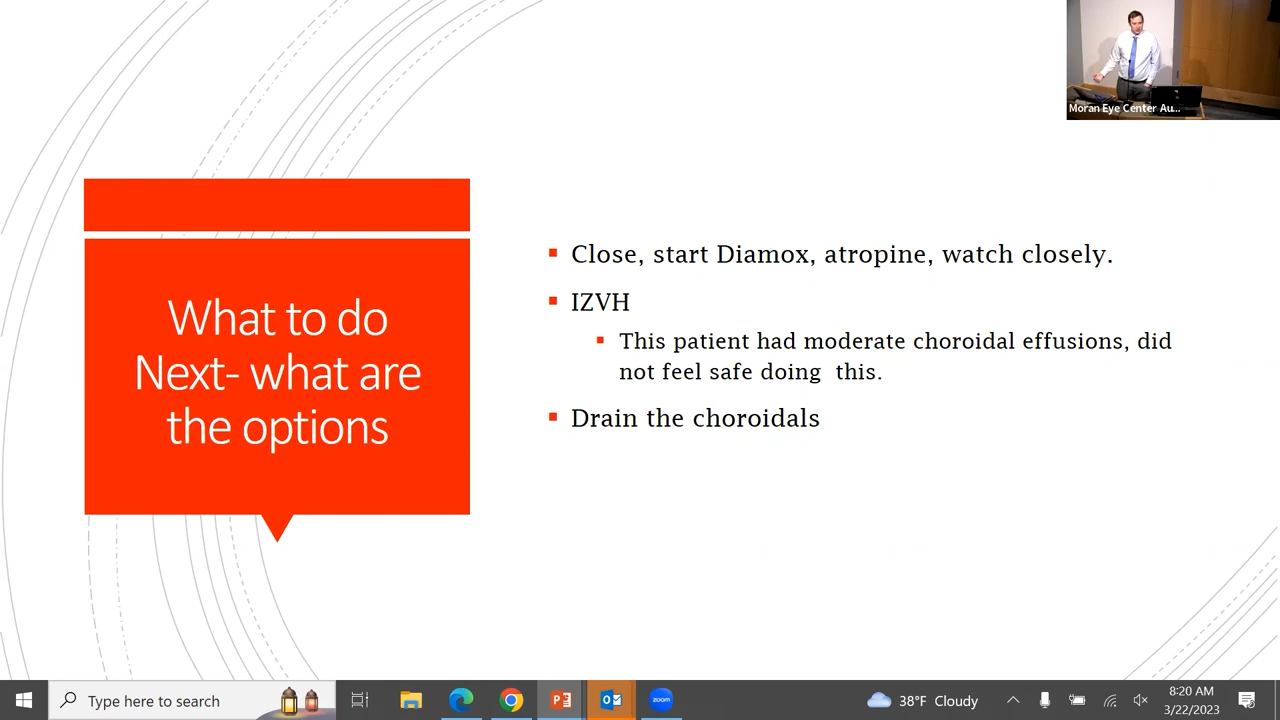 Moran Eye Center Au...
What to do
Next- what are
the options
Close, start Diamox, atropine, watch closely.
IZVH
This patient had moderate choroidal effusions, did
not feel safe doing this.
Drain the choroidals
Type here to search
zoom
38°F Cloudy
8:20 AM
3/22/2023